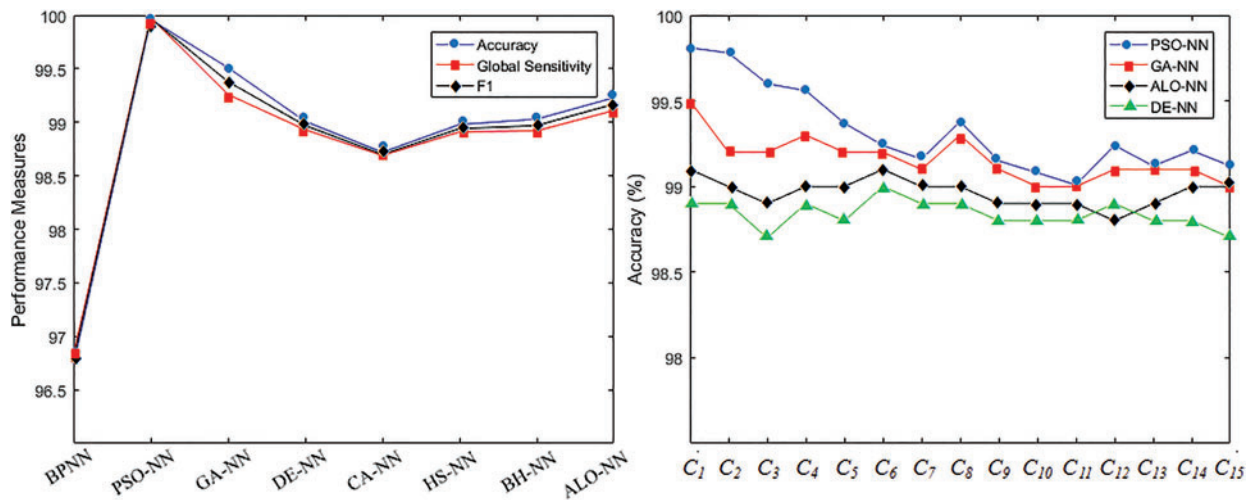 Performance Measures
100
99.5
99
98.5
98
97.5
97
96.5
Accuracy
Global Sensitivity
F1
BPNN
PSO-NN
GA-NN
DE-NN
CA-NN
HS-NN
BH-NN
ALO-NN
Accuracy (%)
100
99.5
99
98.5
98
PSO-NN
GA-NN
ALO-NN
DE-NN
C1 C2 C3 C4 C5 C6 C7 C8 C9 C10 C11 C12 C13 C14 C15